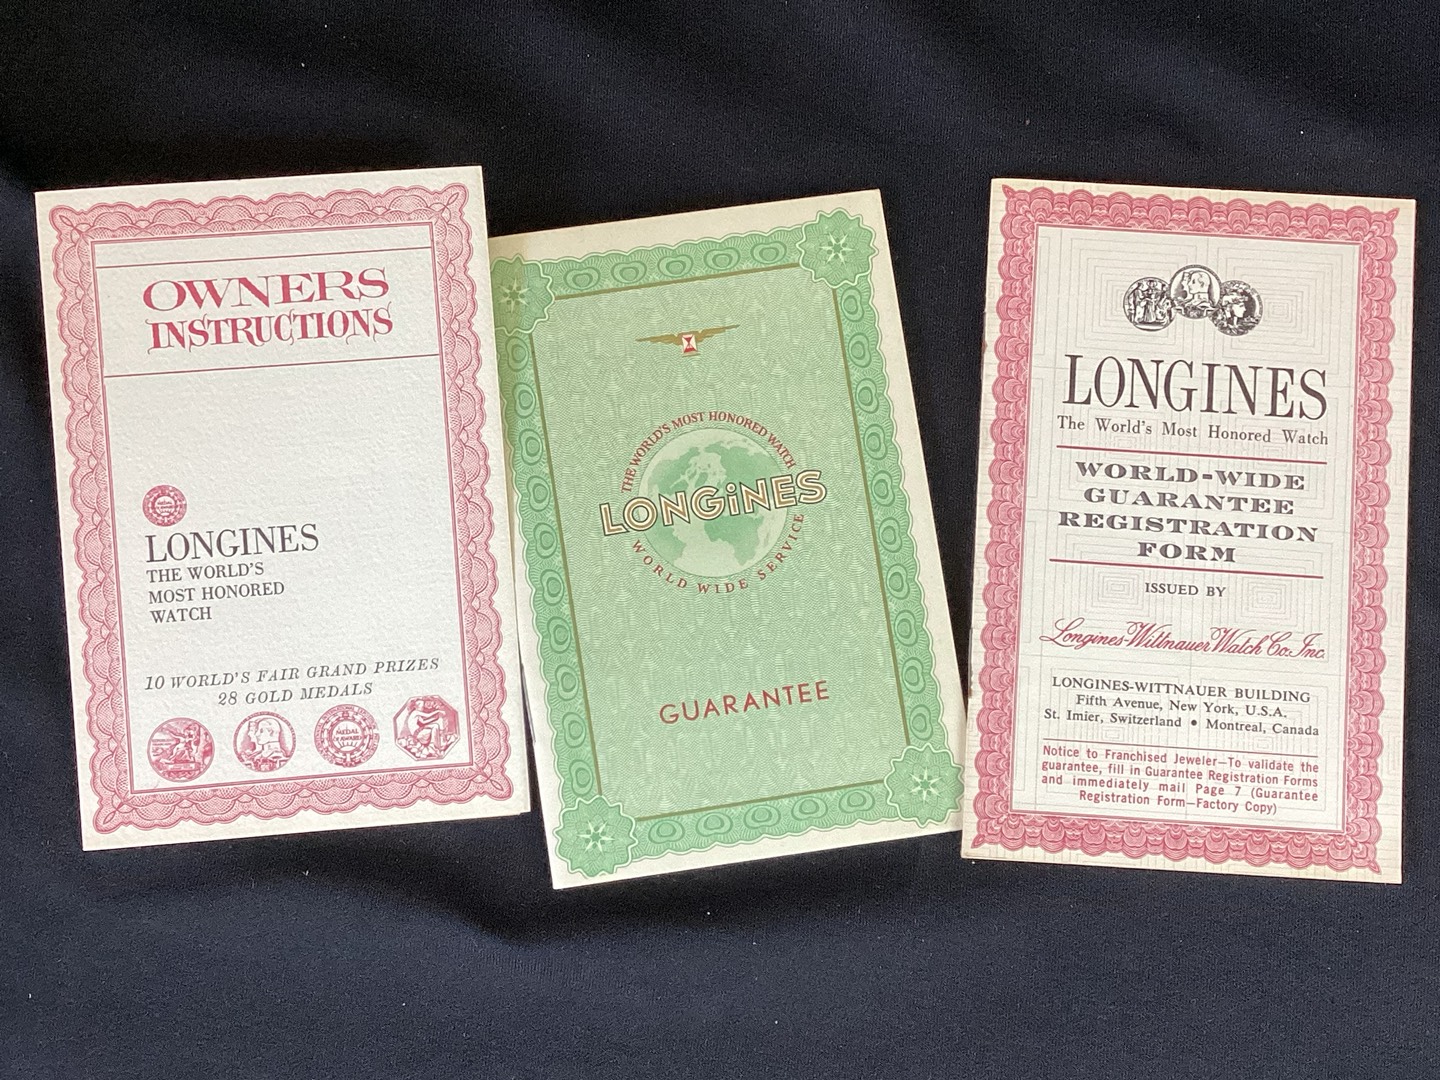 OWNERS
INSTRUCTIONS
LONGINES
THE WORLD'S
MOST HONORED
WATCH
10 WORLD'S FAIR GRAND PRIZES
28 GOLD MEDALS
MEDAL
OF AWARD
THE WORLD'S MOST HONORED WATCH
LONGiNES
WORLD WIDE SERVICE
GUARANTEE
LONGINES
The World's Most Honored Watch
WORLD-WIDE
GUARANTEE
REGISTRATION
FORM
ISSUED BY
Longines-Wittnauer Watch Co. Inc.
LONGINES-WITTNAUER BUILDING
Fifth Avenue, New York, U.S.A.
St. Imier, Switzerland • Montreal, Canada
Notice to Franchised Jeweler—To validate the
guarantee, fill in Guarantee Registration Forms
and immediately mail Page 7 (Guarantee
Registration Form—Factory Copy)